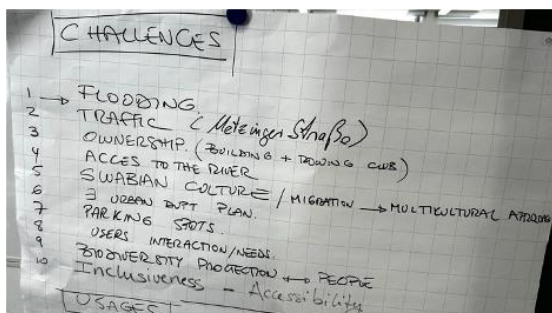 CHALLENCES
1 → FLOODING.
2 TRAFFIC (Metzinger Straße)
3 OWNERSHIP. (BUILDING + ROWING CLUB)
4 ACCES TO THE RIVER
5 SWABIAN CULTURE / MIGRATION → MULTICULTURAL
6 ∃ URBAN DVPT PLAN.
7 PARKING SPOTS.
8 USERS INTERACTION/NEEDS.
9 BIODIVERSITY PROTECTION ↔ PEOPLE
10 Inclusiveness - Accessibility
USAGES